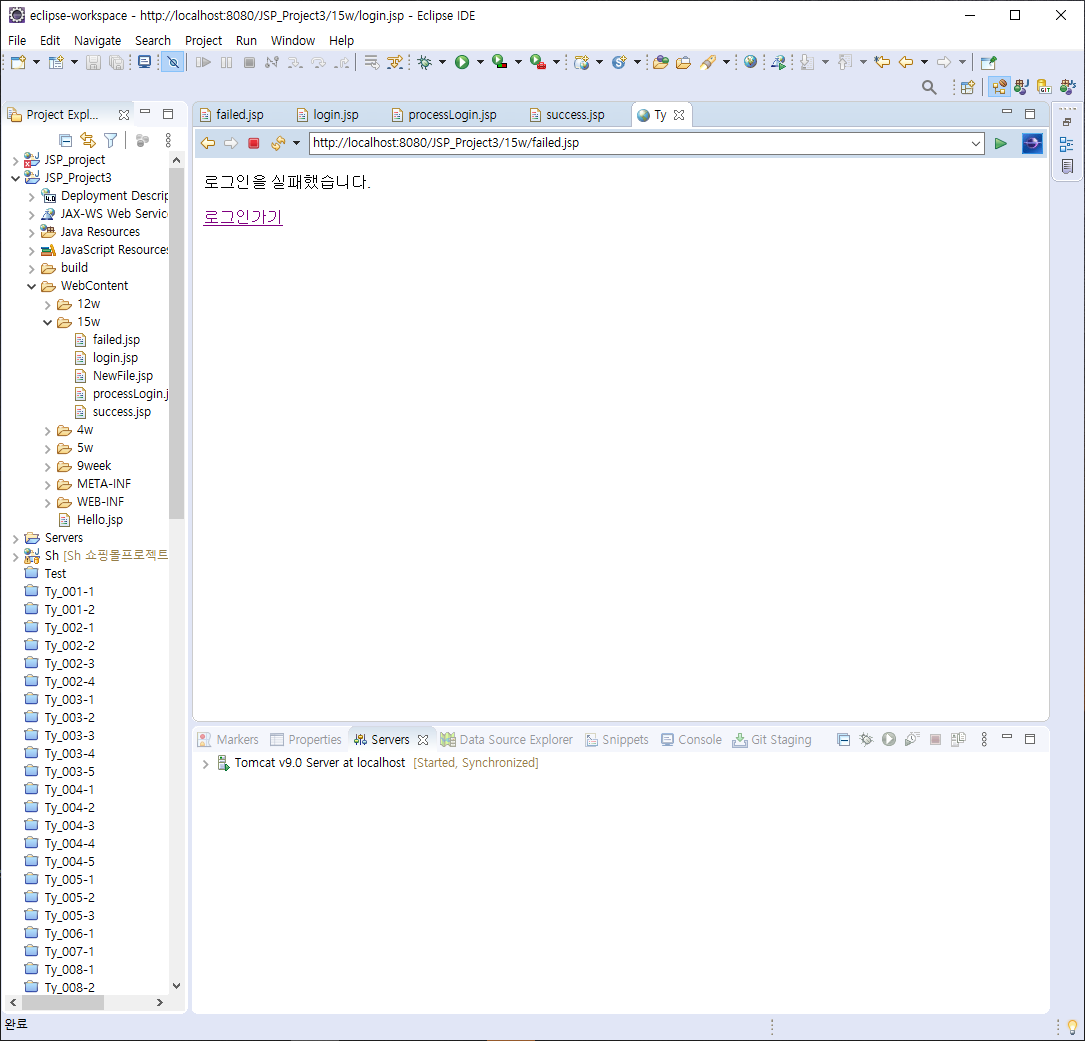 eclipse-workspace - http://localhost:8080/JSP_Project3/15w/login.jsp - Eclipse IDE
File Edit Navigate Search Project Run Window Help
Project Expl...
failed.jsp login.jsp processLogin.jsp success.jsp Ty
http://localhost:8080/JSP_Project3/15w/failed.jsp
로그인을 실패했습니다.
로그인가기
JSP_project
JSP_Project3
Deployment Descrip
JAX-WS Web Servic
Java Resources
JavaScript Resources
build
WebContent
12w
15w
failed.jsp
login.jsp
NewFile.jsp
processLogin.j
success.jsp
4w
5w
9week
META-INF
WEB-INF
Hello.jsp
Servers
Sh [Sh 쇼핑몰프로젝트
Test
Ty_001-1
Ty_001-2
Ty_002-1
Ty_002-2
Ty_002-3
Ty_002-4
Ty_003-1
Ty_003-2
Ty_003-3
Ty_003-4
Ty_003-5
Ty_004-1
Ty_004-2
Ty_004-3
Ty_004-4
Ty_004-5
Ty_005-1
Ty_005-2
Ty_005-3
Ty_006-1
Ty_007-1
Ty_008-1
Ty_008-2
Markers Properties Servers Data Source Explorer Snippets Console Git Staging
Tomcat v9.0 Server at localhost [Started, Synchronized]
완료